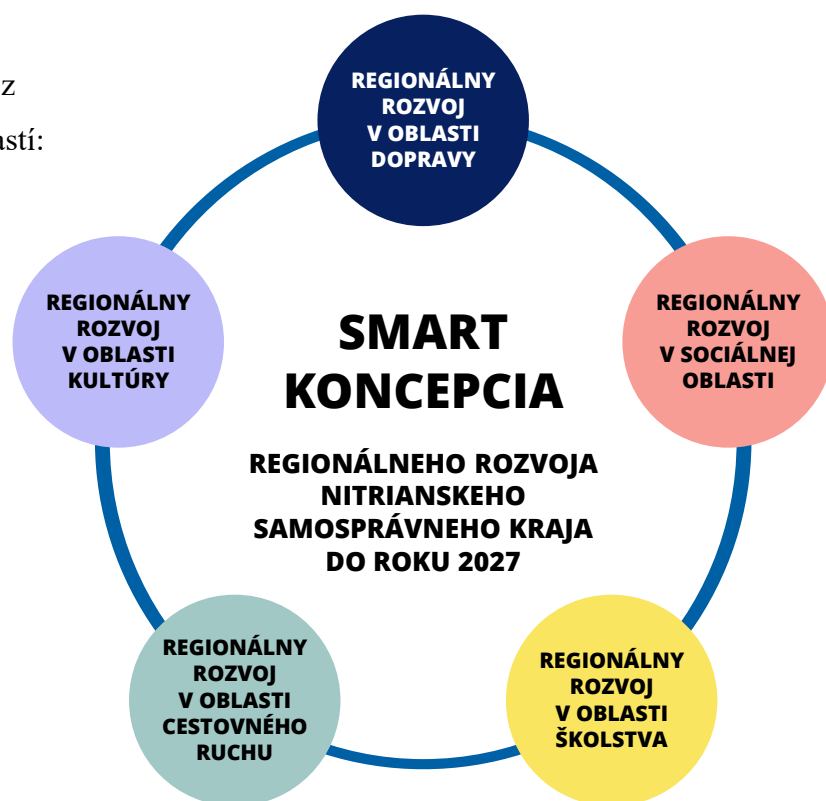 z
astí:
REGIONÁLNY
ROZVOJ
V OBLASTI
DOPRAVY
REGIONÁLNY
ROZVOJ
V OBLASTI
KULTÚRY
SMART
KONCEPCIA
REGIONÁLNEHO ROZVOJA
NITRIANSKEHO
SAMOSPRÁVNEHO KRAJA
DO ROKU 2027
REGIONÁLNY
ROZVOJ
V SOCIÁLNEJ
OBLASTI
REGIONÁLNY
ROZVOJ
V OBLASTI
CESTOVNÉHO
RUCHU
REGIONÁLNY
ROZVOJ
V OBLASTI
ŠKOLSTVA